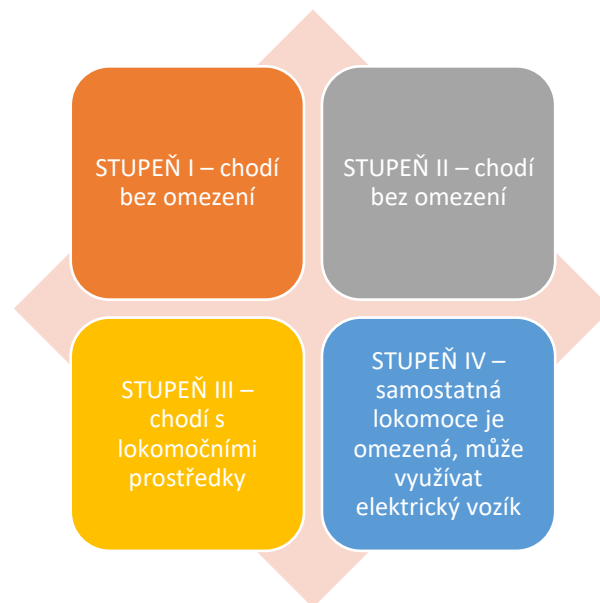 STUPEŇ I – chodí
bez omezení
STUPEŇ II – chodí
bez omezení
STUPEŇ III –
chodí s
lokomočními
prostředky
STUPEŇ IV –
samostatná
lokomoce je
omezená, může
využívat
elektrický vozík